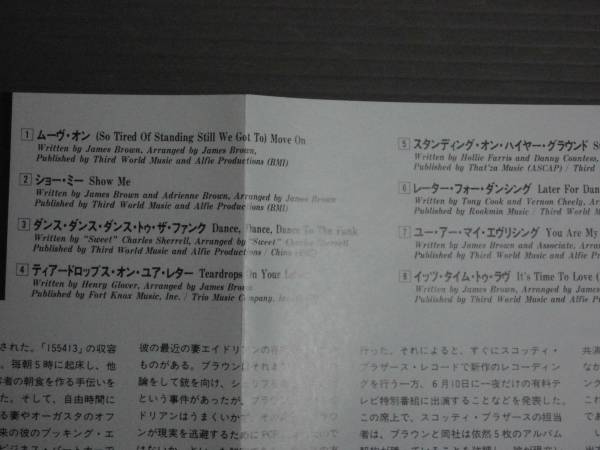 1 ムーヴ・オン (So Tired Of Standing Still We Got To) Move On
Written by James Brown, Arranged by James Brown,
Published by Third World Music and Alfie Productions (BMI)
2 ショー・ミー Show Me
Written by James Brown and Adrienne Brown, Arranged by James Brown
Published by Third World Music and Alfie Productions (BMI)
3 ダンス・ダンス・ダンス・トゥ・ザ・ファンク Dance, Dance, Dance To The Funk
Written by "Sweet" Charles Sherrell, Arranged by "Sweet" Charles Sherrell
Published by Third World Music and Alfie Productions /
4 ティアードロップス・オン・ユア・レター Teardrops On Your Letter
Written by Henry Glover, Arranged by James Brown
Published by Fort Knox Music, Inc. / Trio Music Company,
5 スタンディング・オン・ハイヤー・グラウンド
Written by Hollie Farris and Danny Countess,
Published by That'za Music (ASCAP) / Third
6 レーター・フォー・ダンシング Later For Dan
Written by Tony Cook and Vernon Cheely, Arr
Published by Rookmin Music / Third World M
7 ユー・アー・マイ・エヴリシング You Are My
Written by James Brown and Associate, Arran
Published by Third World Music and Alfie Pr
8 イッツ・タイム・トゥ・ラヴ It's Time To Love (
Written by James Brown, Arranged by James
Published by Third World Music and Alfie
された。「155413」の収容
。毎朝5時に起床し、他
者の朝食を作る手伝いを
た。そして、自由時間に
る妻やオーガスタのオフ
来の彼のブッキング・エ
彼の最近の妻エイドリアンの
論をして銃を向け、
という事件があったが、ブラウン
ドリアンはうまくいかず、
ンが現実を逃避するためにPCP
行った。それによると、すぐにスコッティ・
ブラザース・レコードで新作のレコーディン
グを行う一方、6月10日に一夜だけの有料テ
レビ特別番組に出演することなどを発表した。
この席上で、スコッティ・ブラザースの担当
者は、ブラウンと同社は依然5枚のアルバム
共演
なか